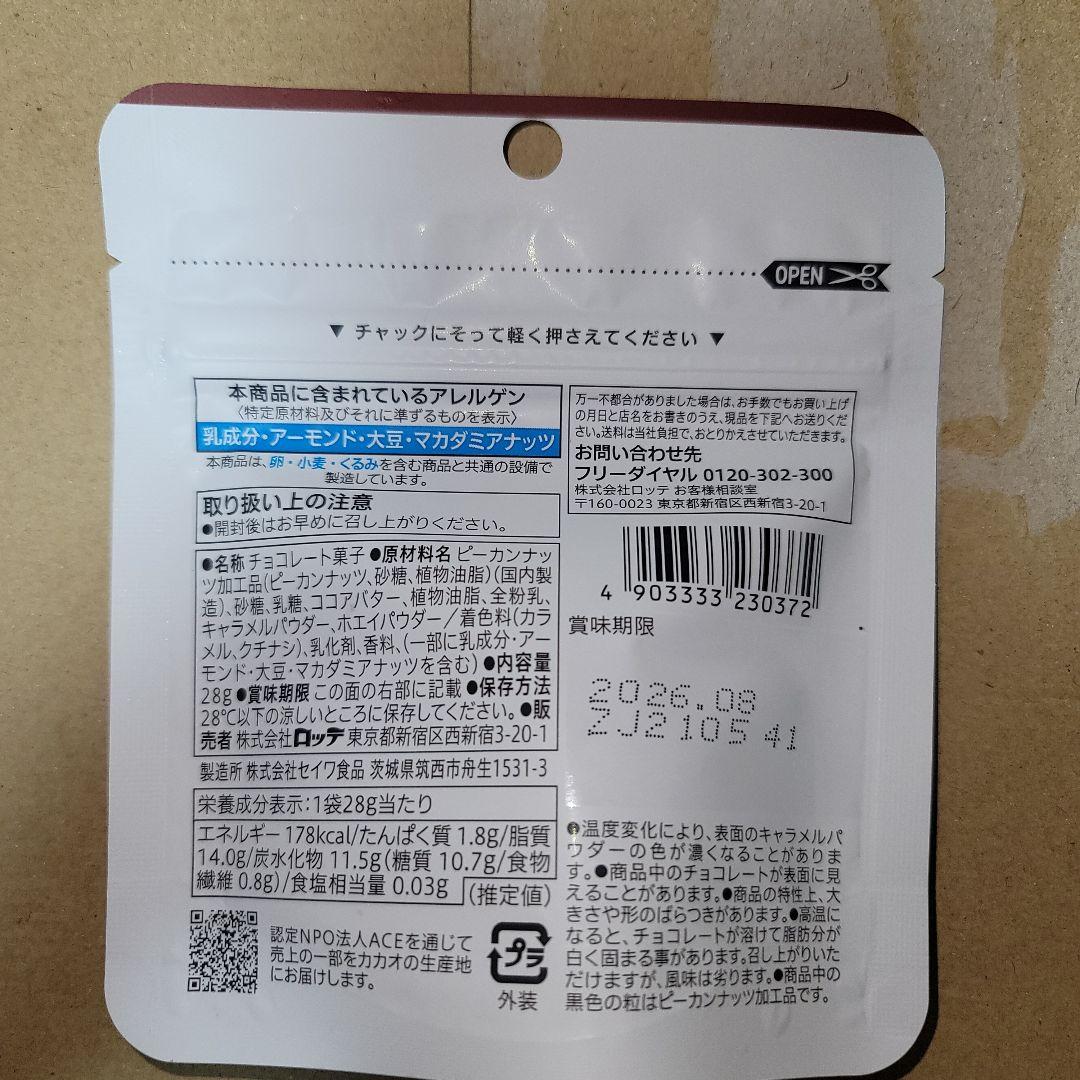 OPEN
▼ チャックにそって軽く押さえてください ▼
本商品に含まれているアレルゲン
〈特定原材料及びそれに準ずるものを表示〉
乳成分・アーモンド・大豆・マカダミアナッツ
本商品は、卵・小麦・くるみを含む商品と共通の設備で
製造しています。
取り扱い上の注意
●開封後はお早めに召し上がりください。
●名称 チョコレート菓子 ●原材料名 ピーカンナッ
ツ加工品(ピーカンナッツ、砂糖、植物油脂)(国内製
造)、砂糖、乳糖、ココアバター、植物油脂、全粉乳、
キャラメルパウダー、ホエイパウダー/着色料(カラ
メル、クチナシ)、乳化剤、香料、(一部に乳成分・アー
モンド・大豆・マカダミアナッツを含む) ●内容量
28g ●賞味期限 この面の右部に記載 ●保存方法
28℃以下の涼しいところに保存してください。●販
売者 株式会社ロッテ 東京都新宿区西新宿3-20-1
製造所 株式会社セイワ食品 茨城県筑西市舟生1531-3
栄養成分表示:1袋28g当たり
エネルギー 178kcal/たんぱく質 1.8g/脂質
14.0g/炭水化物 11.5g(糖質 10.7g/食物
繊維 0.8g)/食塩相当量 0.03g (推定値)
認定NPO法人ACEを通じて
売上の一部をカカオの生産地
にお届けします。
プラ
外装
万一不都合がありました場合は、お手数でもお買い上げ
の月日と店名をお書きのうえ、現品を下記へお送りくだ
さい。送料は当社負担で、おとりかえさせていただきます。
お問い合わせ先
フリーダイヤル 0120-302-300
株式会社ロッテ お客様相談室
〒160-0023 東京都新宿区西新宿3-20-1
4 903333 230372
賞味期限
2026.08
ZJ2105 41
●温度変化により、表面のキャラメルパ
ウダーの色が濃くなることがありま
す。●商品中のチョコレートが表面に見
えることがあります。●商品の特性上、大
きさや形のばらつきがあります。●高温に
なると、チョコレートが溶けて脂肪分が
白く固まる事があります。召し上がりいた
だけますが、風味は劣ります。●商品中の
黒色の粒はピーカンナッツ加工品です。